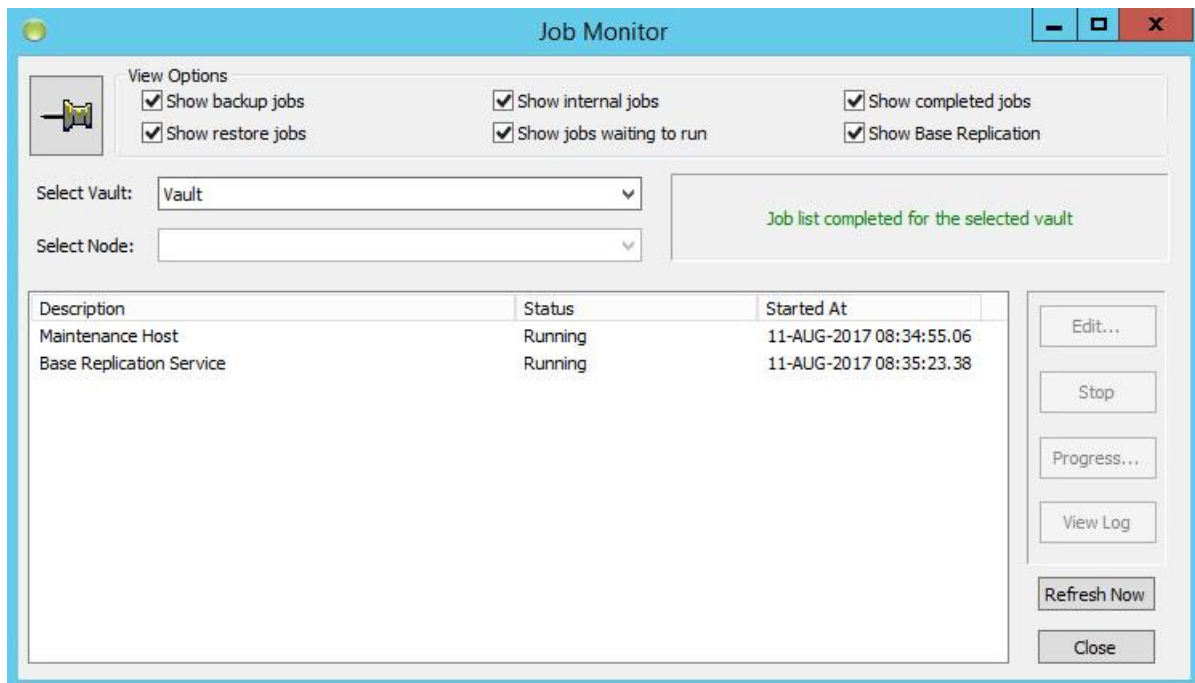 Job Monitor
View Options
Show backup jobs
Show internal jobs
Show completed jobs
Show restore jobs
Show jobs waiting to run
Show Base Replication
Select Vault:
Vault
Job list completed for the selected vault
Select Node:
Description Status Started At
Maintenance Host Running 11-AUG-2017 08:34:55.06
Base Replication Service Running 11-AUG-2017 08:35:23.38
Edit...
Stop
Progress...
View Log
Refresh Now
Close